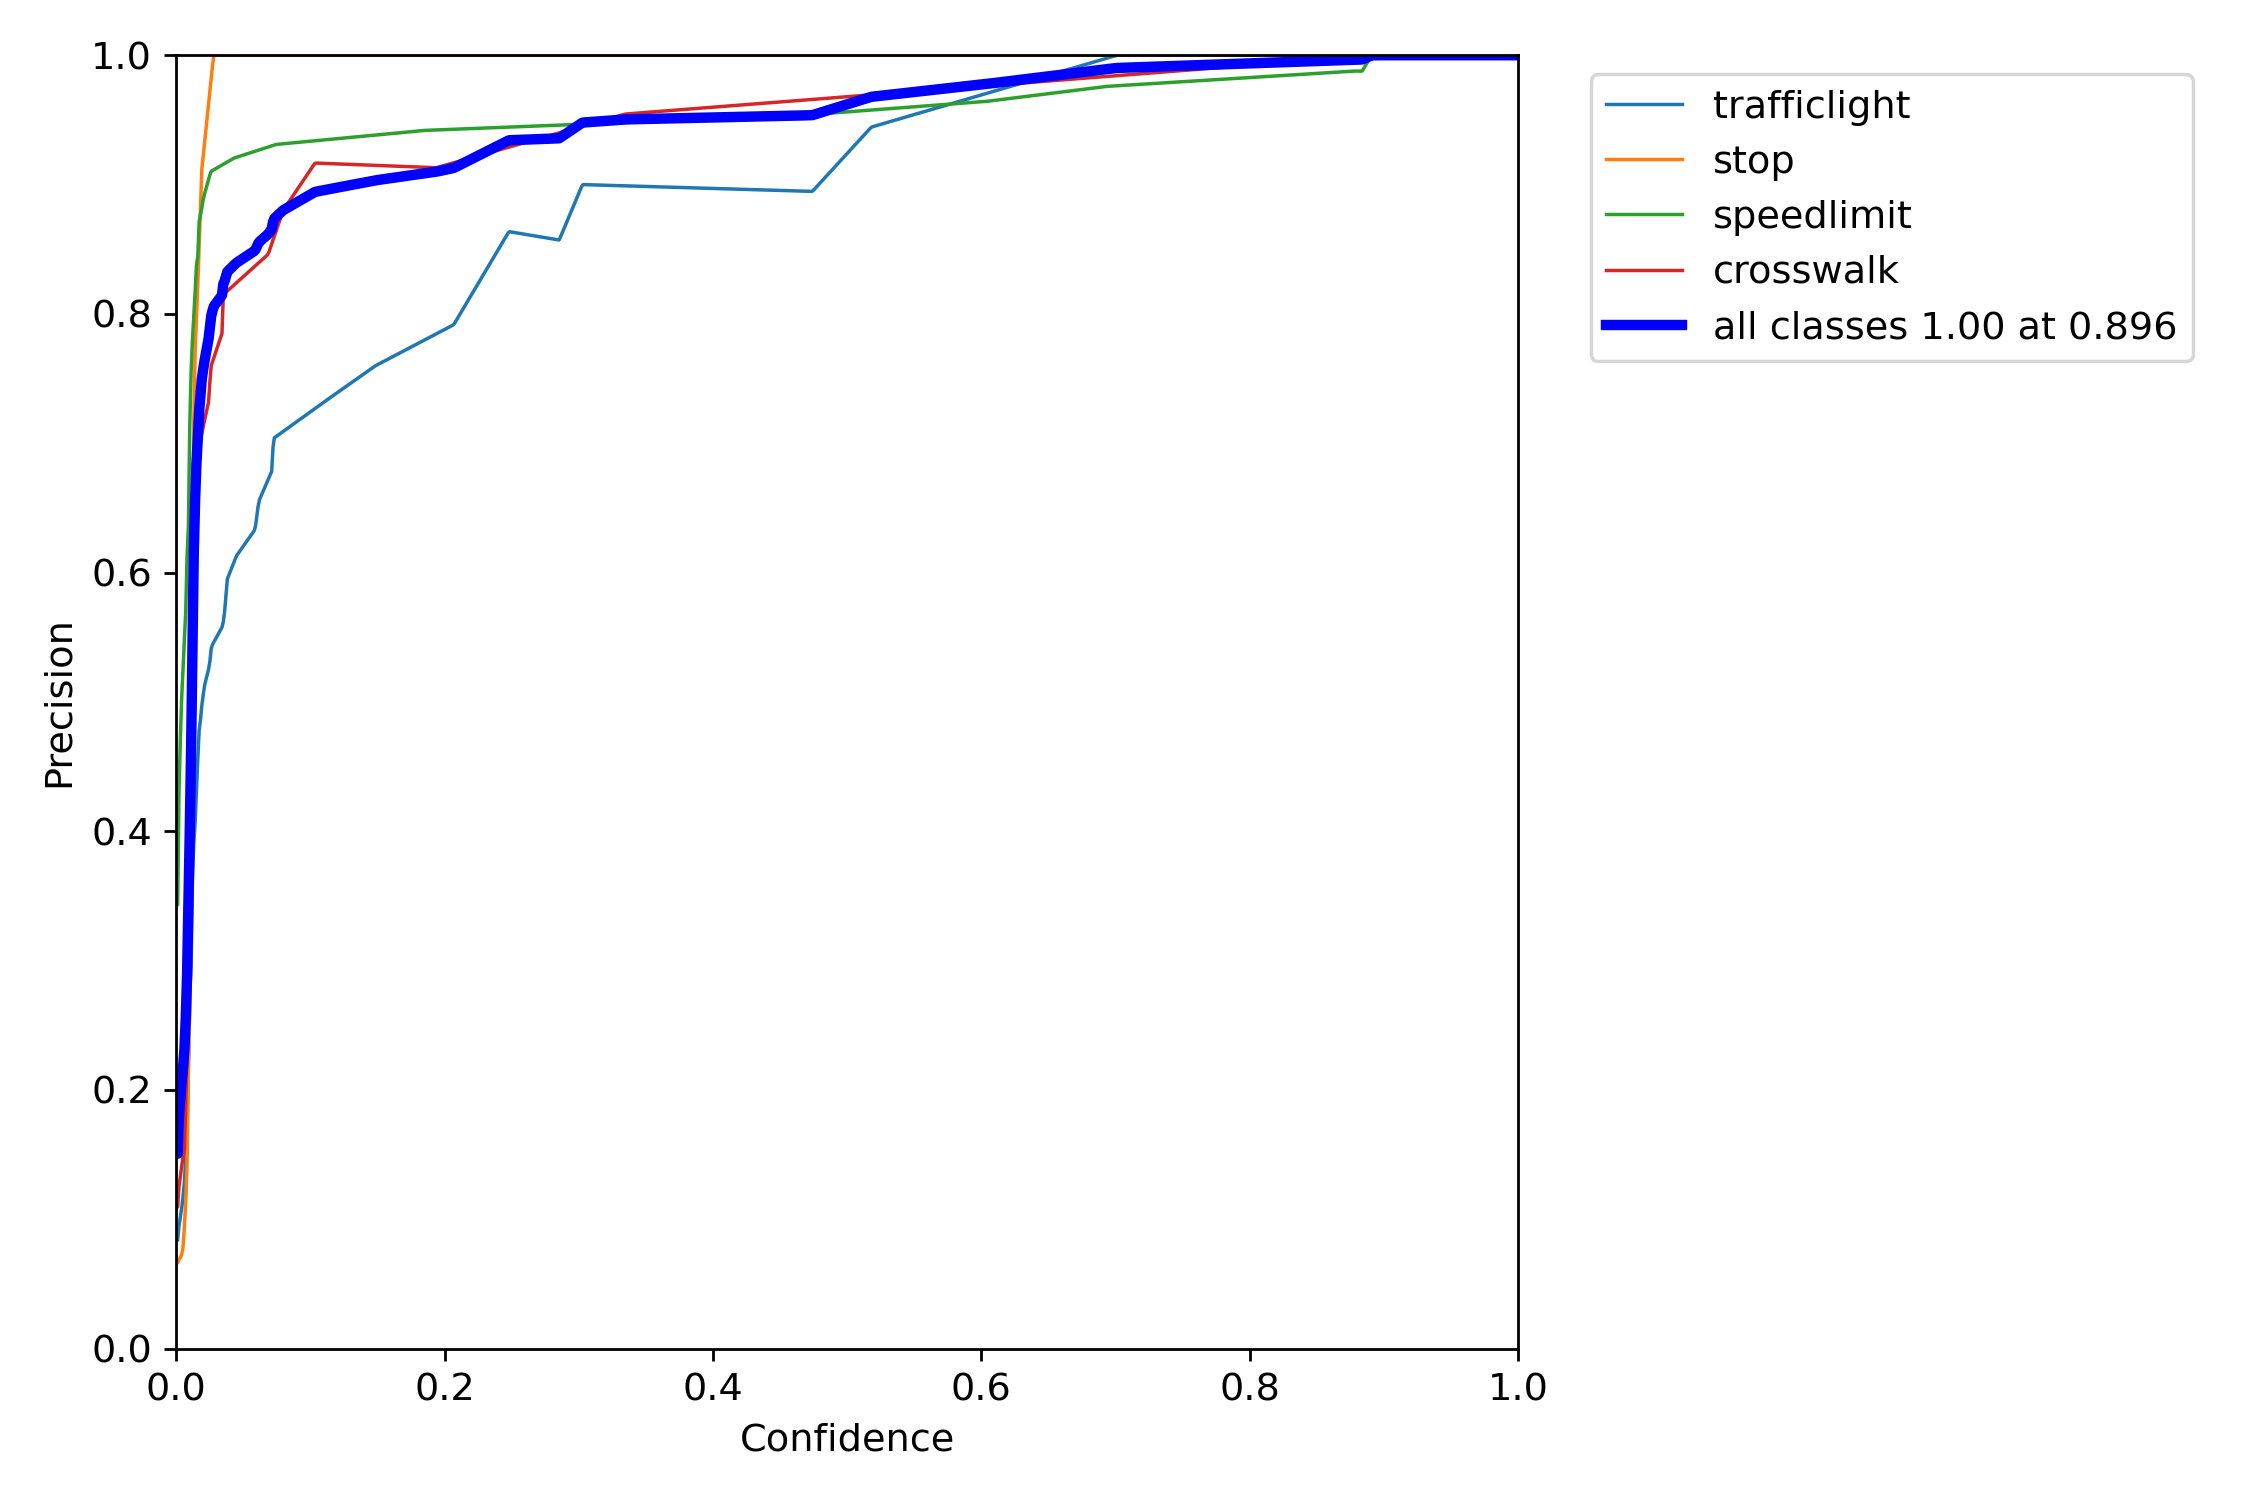 1.0
0.8
0.6
0.4
0.2
0.0
Precision
0.0 0.2 0.4 0.6 0.8 1.0
Confidence
trafficlight
stop
speedlimit
crosswalk
all classes 1.00 at 0.896